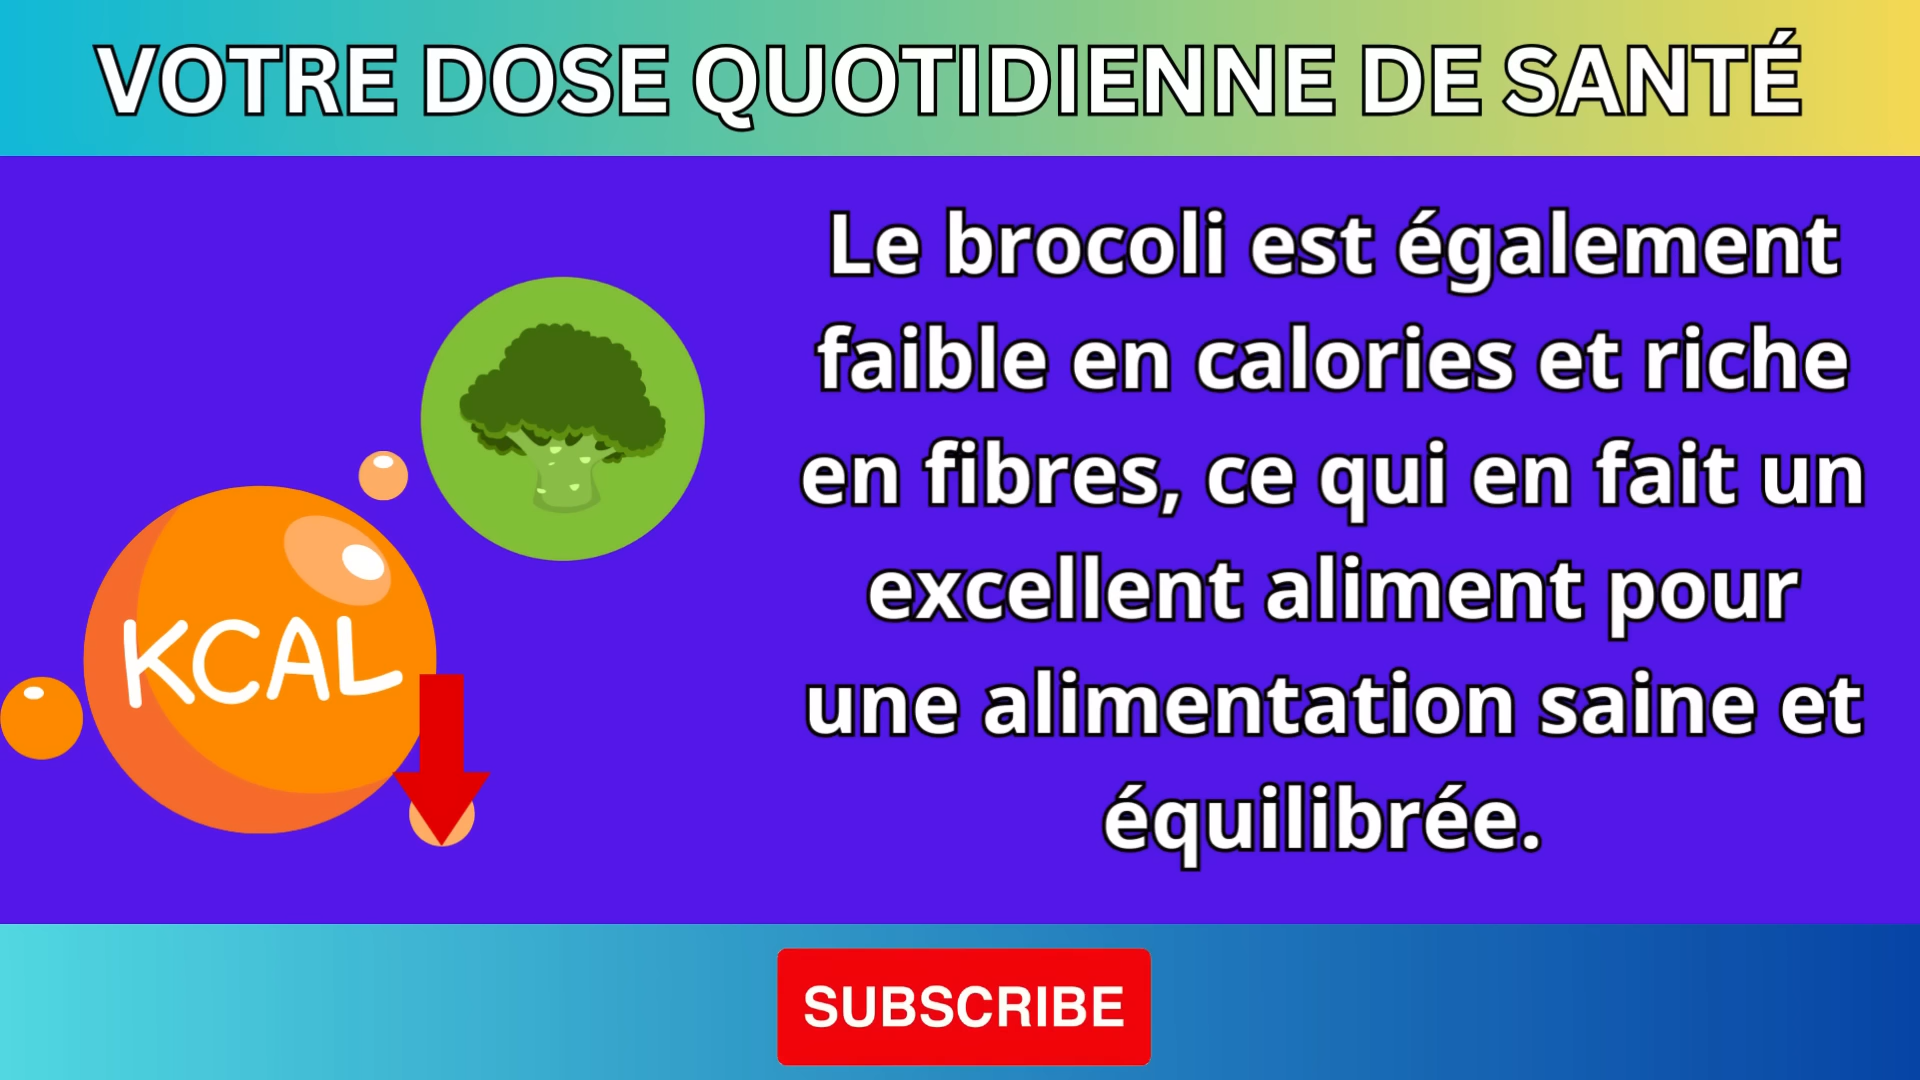 VOTRE DOSE QUOTIDIENNE DE SANTÉ
Le brocoli est également
faible en calories et riche
en fibres, ce qui en fait un
excellent aliment pour
une alimentation saine et
équilibrée.
KCAL
SUBSCRIBE